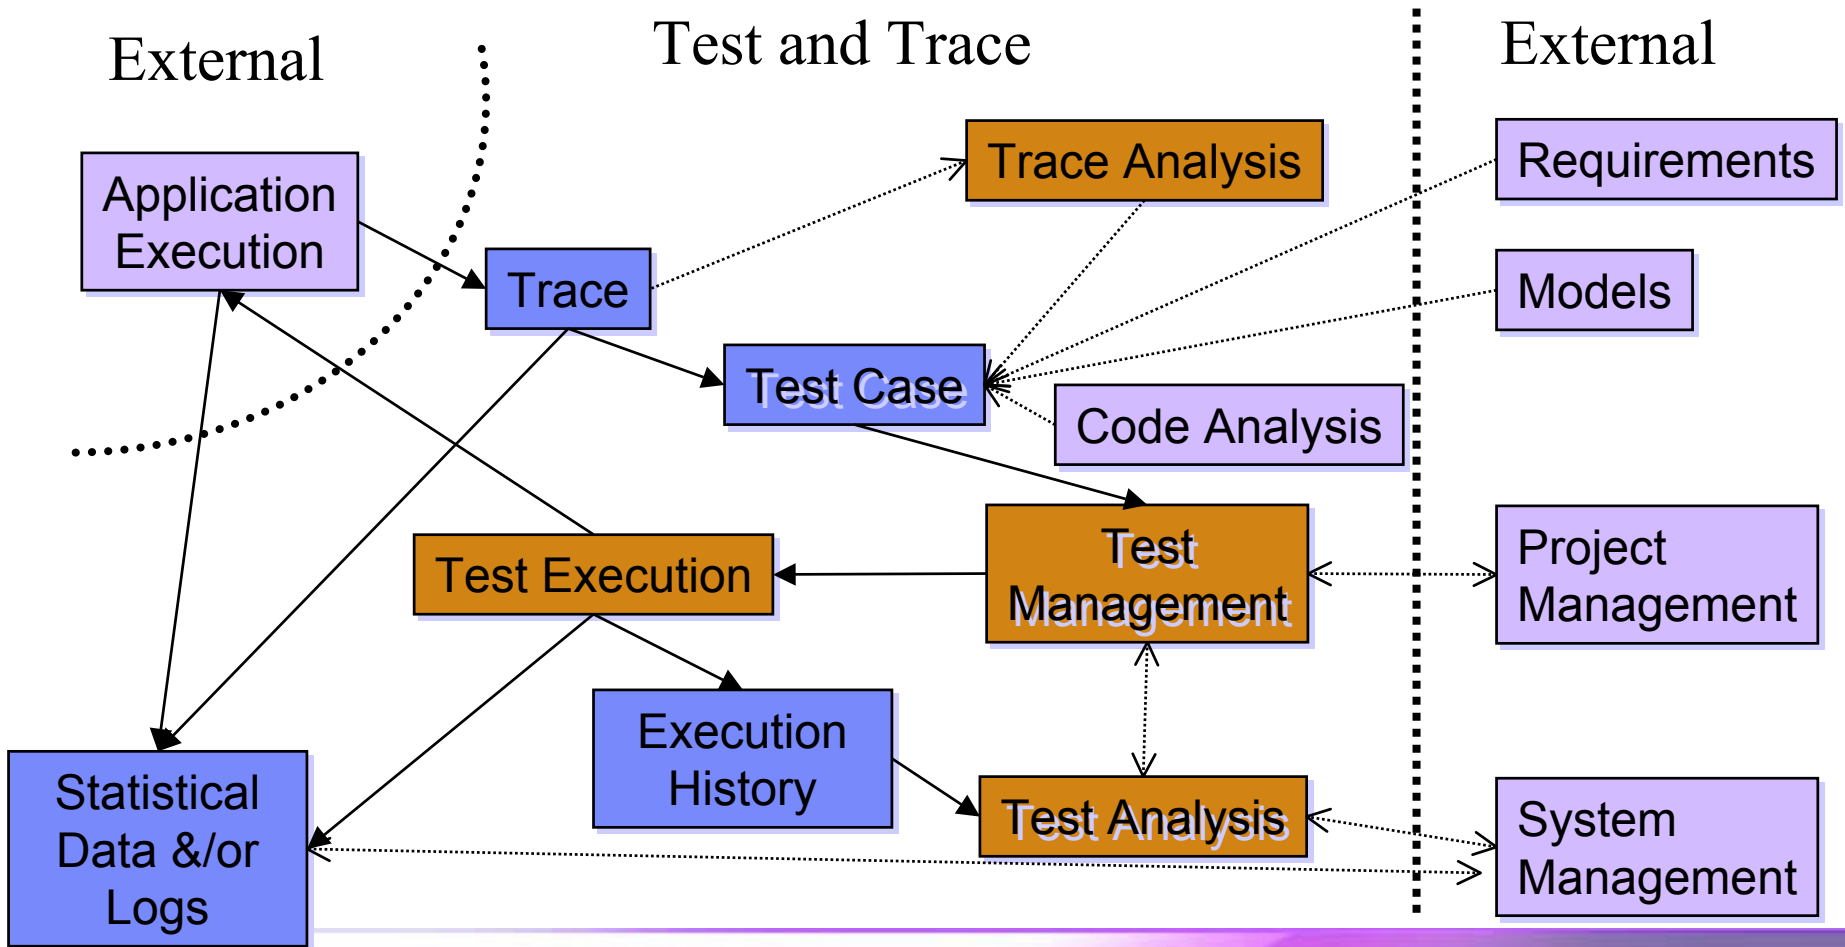 External
Test and Trace
External
Trace Analysis
Requirements
Application
Execution
Trace
Models
Test Case
Code Analysis
Test
Management
Test Execution
Project
Management
Execution
History
Statistical
Data &/or
Logs
Test Analysis
System
Management